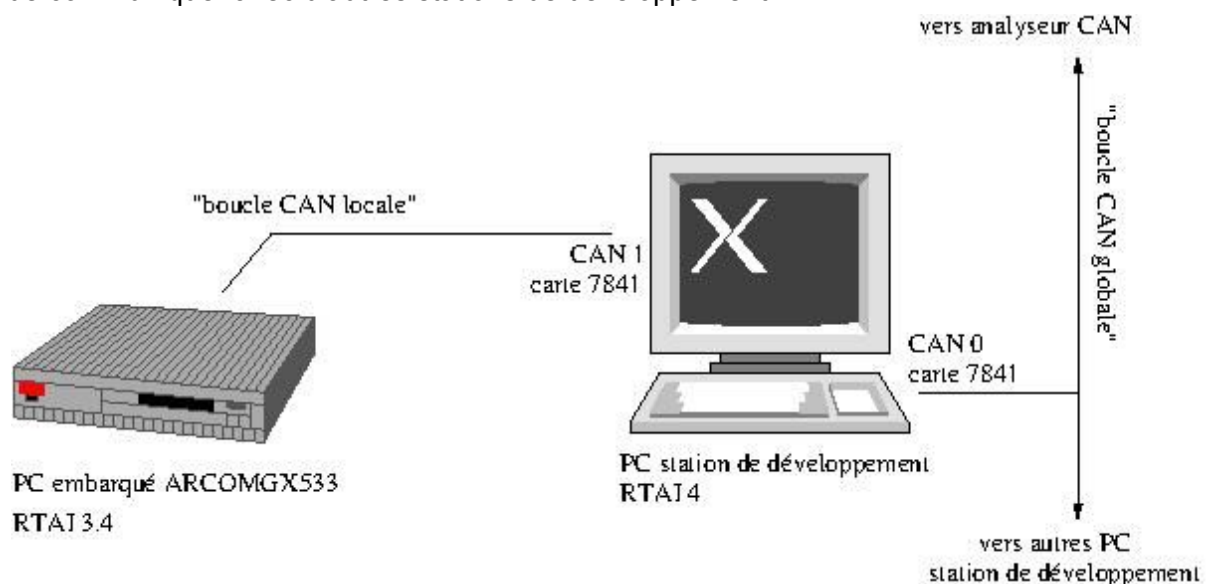 vers analyseur CAN
"boucle CAN globale"
"boucle CAN locale"
CAN 1
carte 7841
X
CAN 0
carte 7841
PC embarqué ARCOMGX533
RTAI 3.4
PC station de développement
RTAI 4
vers autres PC
station de développement